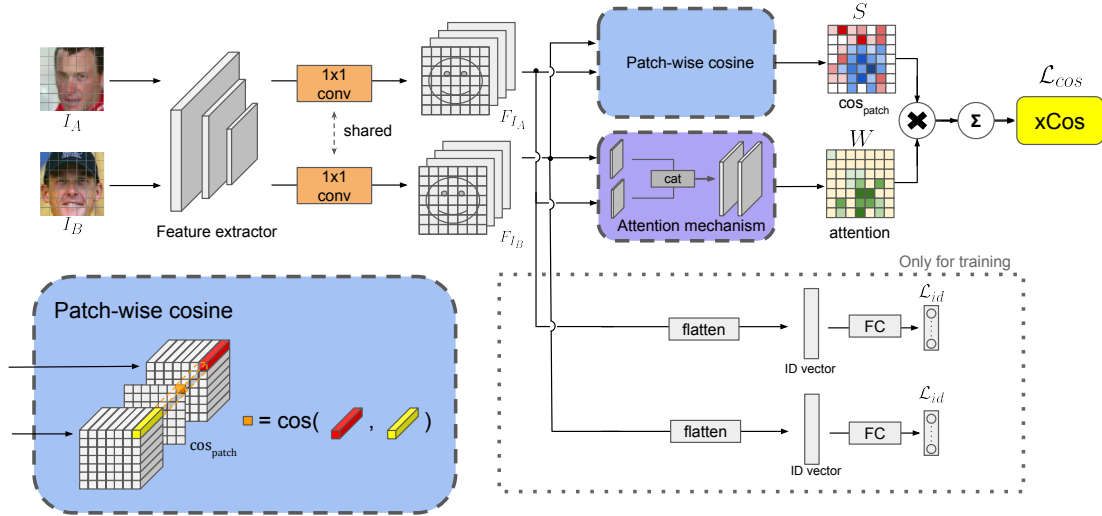 I_A
I_B
Feature extractor
1x1
conv
shared
1x1
conv
F_{I_A}
F_{I_B}
Patch-wise cosine
cat
Attention mechanism
S
cos_patch
W
attention
Σ
ℒ_cos
xCos
Only for training
flatten
ID vector
FC
ℒ_id
flatten
ID vector
FC
ℒ_id
Patch-wise cosine
cos_patch
= cos( , )